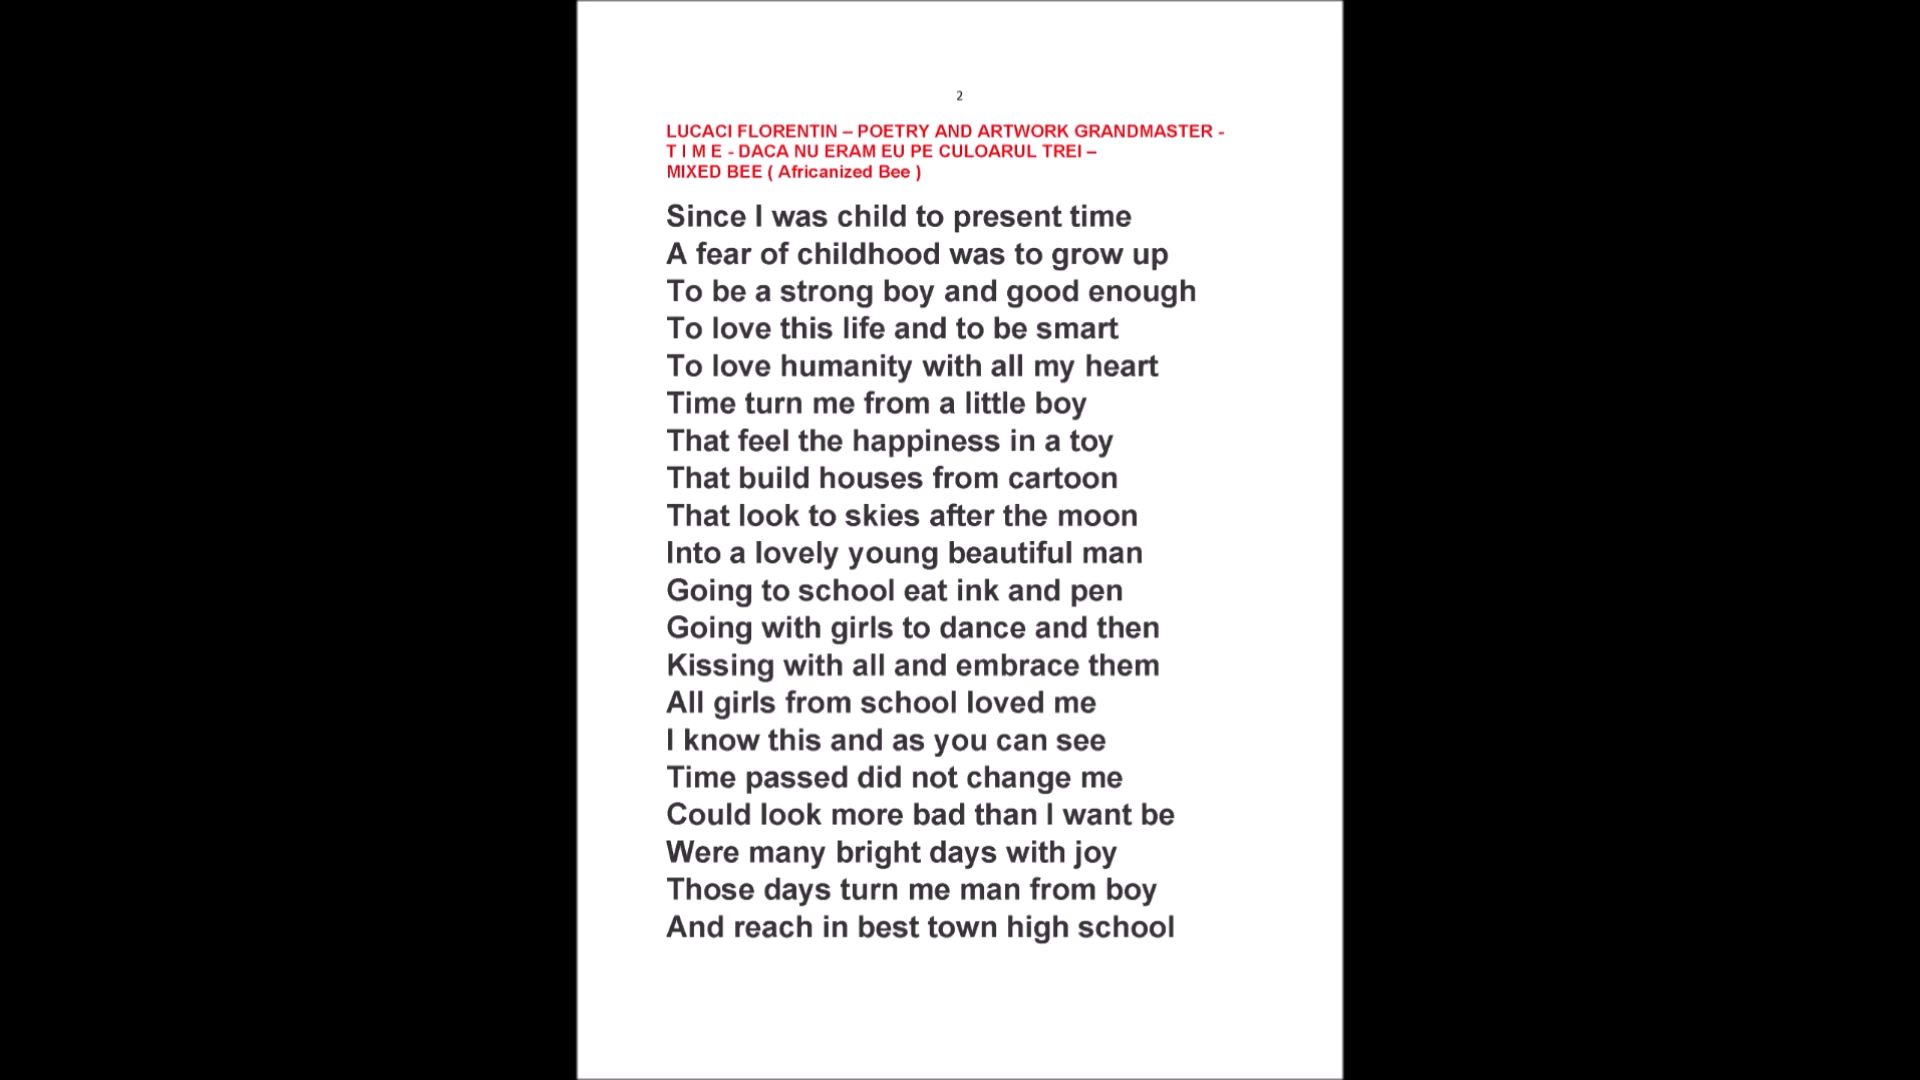 2
LUCACI FLORENTIN – POETRY AND ARTWORK GRANDMASTER -
T I M E - DACA NU ERAM EU PE CULOARUL TREI –
MIXED BEE ( Africanized Bee )
Since I was child to present time
A fear of childhood was to grow up
To be a strong boy and good enough
To love this life and to be smart
To love humanity with all my heart
Time turn me from a little boy
That feel the happiness in a toy
That build houses from cartoon
That look to skies after the moon
Into a lovely young beautiful man
Going to school eat ink and pen
Going with girls to dance and then
Kissing with all and embrace them
All girls from school loved me
I know this and as you can see
Time passed did not change me
Could look more bad than I want be
Were many bright days with joy
Those days turn me man from boy
And reach in best town high school